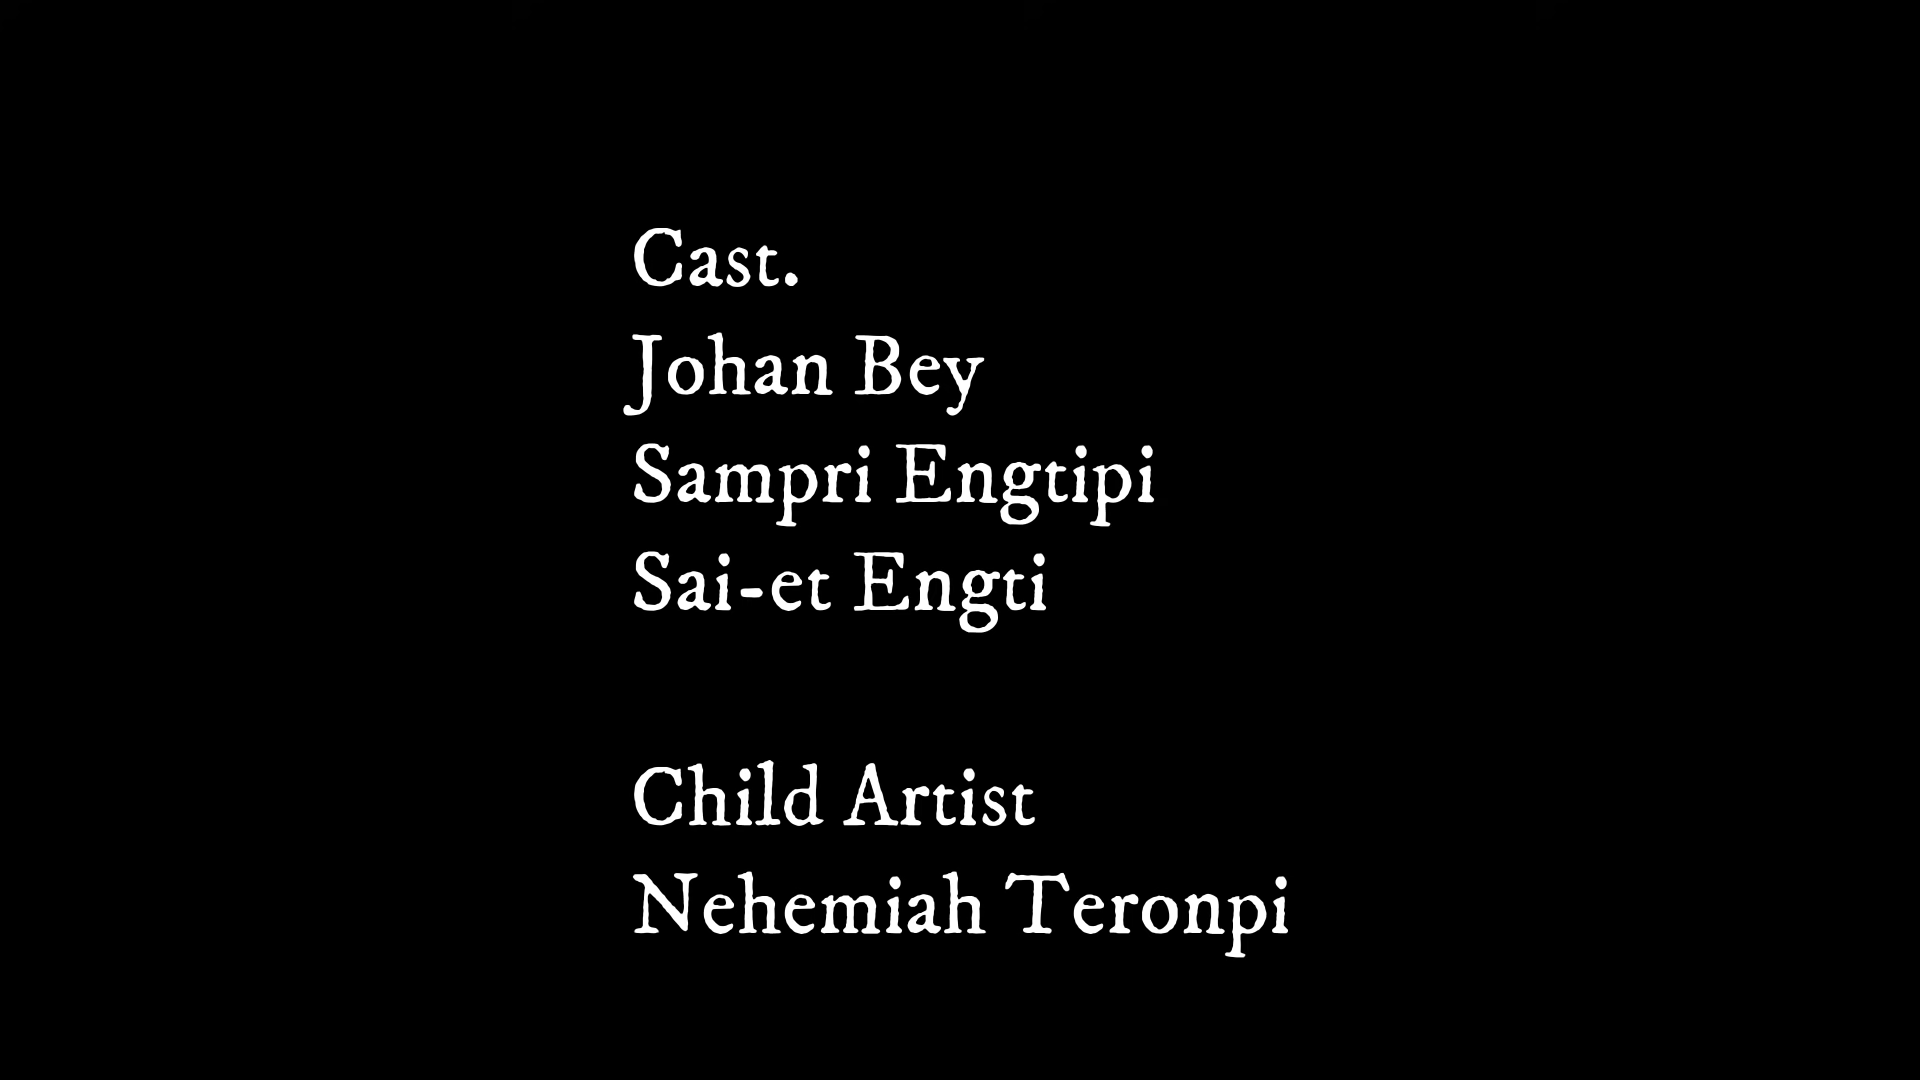 Cast.
Johan Bey
Sampri Engtipi
Sai-et Engti
Child Artist
Nehemiah Teronpi